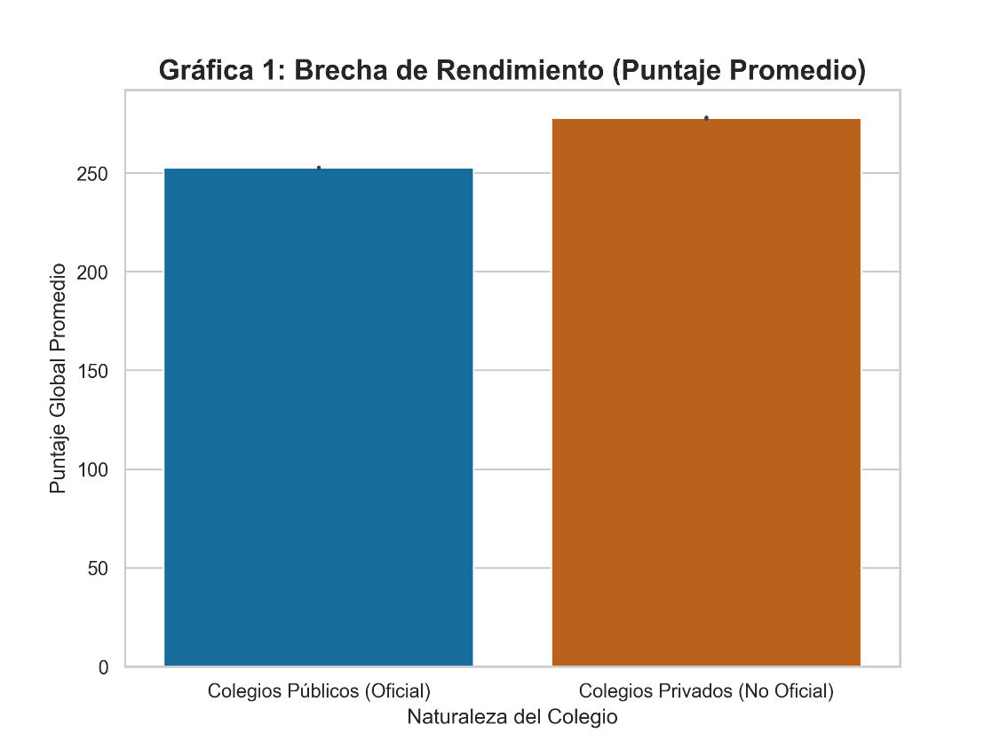 Gráfica 1: Brecha de Rendimiento (Puntaje Promedio)
Puntaje Global Promedio
250
200
150
100
50
0
Colegios Públicos (Oficial)
Colegios Privados (No Oficial)
Naturaleza del Colegio